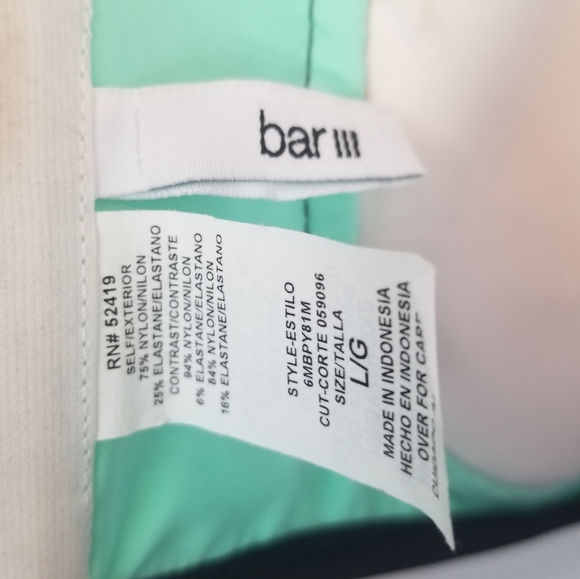 bar III
RN# 52419
SELF/EXTERIOR
75% NYLON/NILON
25% ELASTANE/ELASTANO
CONTRAST/CONTRASTE
94% NYLON/NILON
6% ELASTANE/ELASTANO
84% NYLON/NILON
16% ELASTANE/ELASTANO
STYLE-ESTILO
6MBPY81M
CUT-CORTE 059096
SIZE/TALLA
L/G
MADE IN INDONESIA
HECHO EN INDONESIA
OVER FOR CARE